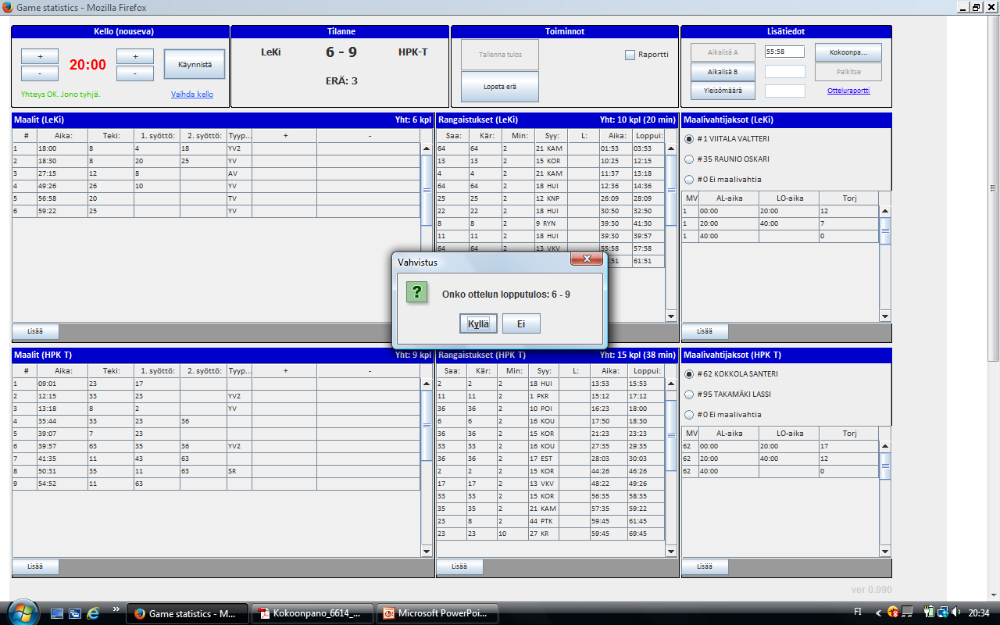 Game statistics - Mozilla Firefox
Kello (nouseva)
+ 20:00 + Käynnistä
- -
Yhteys OK. Jono tyhjä. Vaihda kello
Tilanne
LeKi 6 - 9 HPK-T
ERÄ: 3
Toiminnot
Tallenna tulos Raportti
Lopeta erä
Lisätiedot
Aikalisä A 55:58 Kokoonpa...
Aikalisä B Palkitse
Yleisömäärä Otteluraportti
Maalit (LeKi) Yht: 6 kpl
# Aika: Teki: 1. syöttö: 2. syöttö: Tyyp... + -
1 18:00 8 4 18 YV2
2 18:30 8 20 25 YV
3 27:15 12 8 AV
4 49:26 26 10 YV
5 56:58 20 TV
6 59:22 25 YV
Lisää
Rangaistukset (LeKi) Yht: 10 kpl (20 min)
Saa: Kär: Min: Syy: L: Aika: Loppui:
64 64 2 21 KAM 01:53 03:53
13 13 2 15 KOR 10:25 12:15
4 4 2 21 KAM 11:37 13:18
64 64 2 18 HUI 12:36 14:36
25 25 2 12 KNP 26:09 28:09
22 22 2 18 HUI 30:50 32:50
8 8 2 9 RYN 39:30 41:30
11 11 2 18 HUI 39:30 39:57
64 64 2 13 VKV 55:58 57:58
:51 61:51
Maalivahtijaksot (LeKi)
# 1 VIITALA VALTTERI
# 35 RAUNIO OSKARI
# 0 Ei maalivahtia
MV AL-aika LO-aika Torj
1 00:00 20:00 12
1 20:00 40:00 7
1 40:00 0
Lisää
Vahvistus
? Onko ottelun lopputulos: 6 - 9
Kyllä Ei
Maalit (HPK T) Yht: 9 kpl
# Aika: Teki: 1. syöttö: 2. syöttö: Tyyp... + -
1 09:01 23 17
2 12:15 33 23 YV2
3 13:18 8 2 YV
4 35:44 33 23 36
5 39:07 7 23
6 39:57 63 35 36 YV2
7 41:35 11 43 63
8 50:31 35 11 63 SR
9 54:52 11 63
Lisää
Rangaistukset (HPK T) Yht: 15 kpl (38 min)
Saa: Kär: Min: Syy: L: Aika: Loppui:
2 2 2 18 HUI 13:53 15:53
11 11 2 1 PKR 15:12 17:12
36 36 2 10 POI 16:23 18:00
6 6 2 16 KOU 17:50 18:30
36 36 2 15 KOR 21:23 23:23
33 33 2 16 KOU 27:35 29:35
36 36 2 17 EST 28:03 30:03
2 2 2 15 KOR 44:26 46:26
17 17 2 13 VKV 48:22 49:26
33 33 2 15 KOR 56:35 58:35
35 35 2 21 KAM 57:35 59:22
23 8 2 44 PTK 59:45 61:45
23 23 10 27 KR 59:45 69:45
Lisää
Maalivahtijaksot (HPK T)
# 62 KOKKOLA SANTERI
# 95 TAKAMÄKI LASSI
# 0 Ei maalivahtia
MV AL-aika LO-aika Torj
62 00:00 20:00 17
62 20:00 40:00 12
62 40:00 0
Lisää
ver 0.990
Game statistics - M... Kokoonpano_6614_... Microsoft PowerPoi... FI 20:34